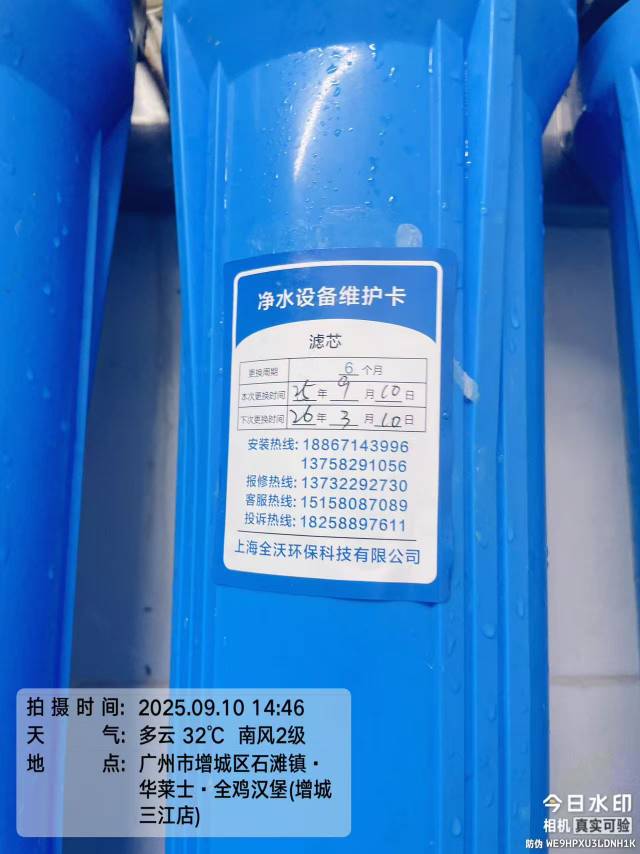 净水设备维护卡
滤芯
更换周期 6 个月
本次更换时间 25 年 9 月 10 日
下次更换时间 26 年 3 月 10 日
安装热线: 18867143996
13758291056
报修热线: 13732292730
客服热线: 15158087089
投诉热线: 18258897611
上海全沃环保科技有限公司
拍摄时间: 2025.09.10 14:46
天 气: 多云 32℃ 南风2级
地 点: 广州市增城区石滩镇·
华莱士·全鸡汉堡(增城
三江店)
今日水印
相机 真实可验
防伪 WE9HPXU3LDNH1K